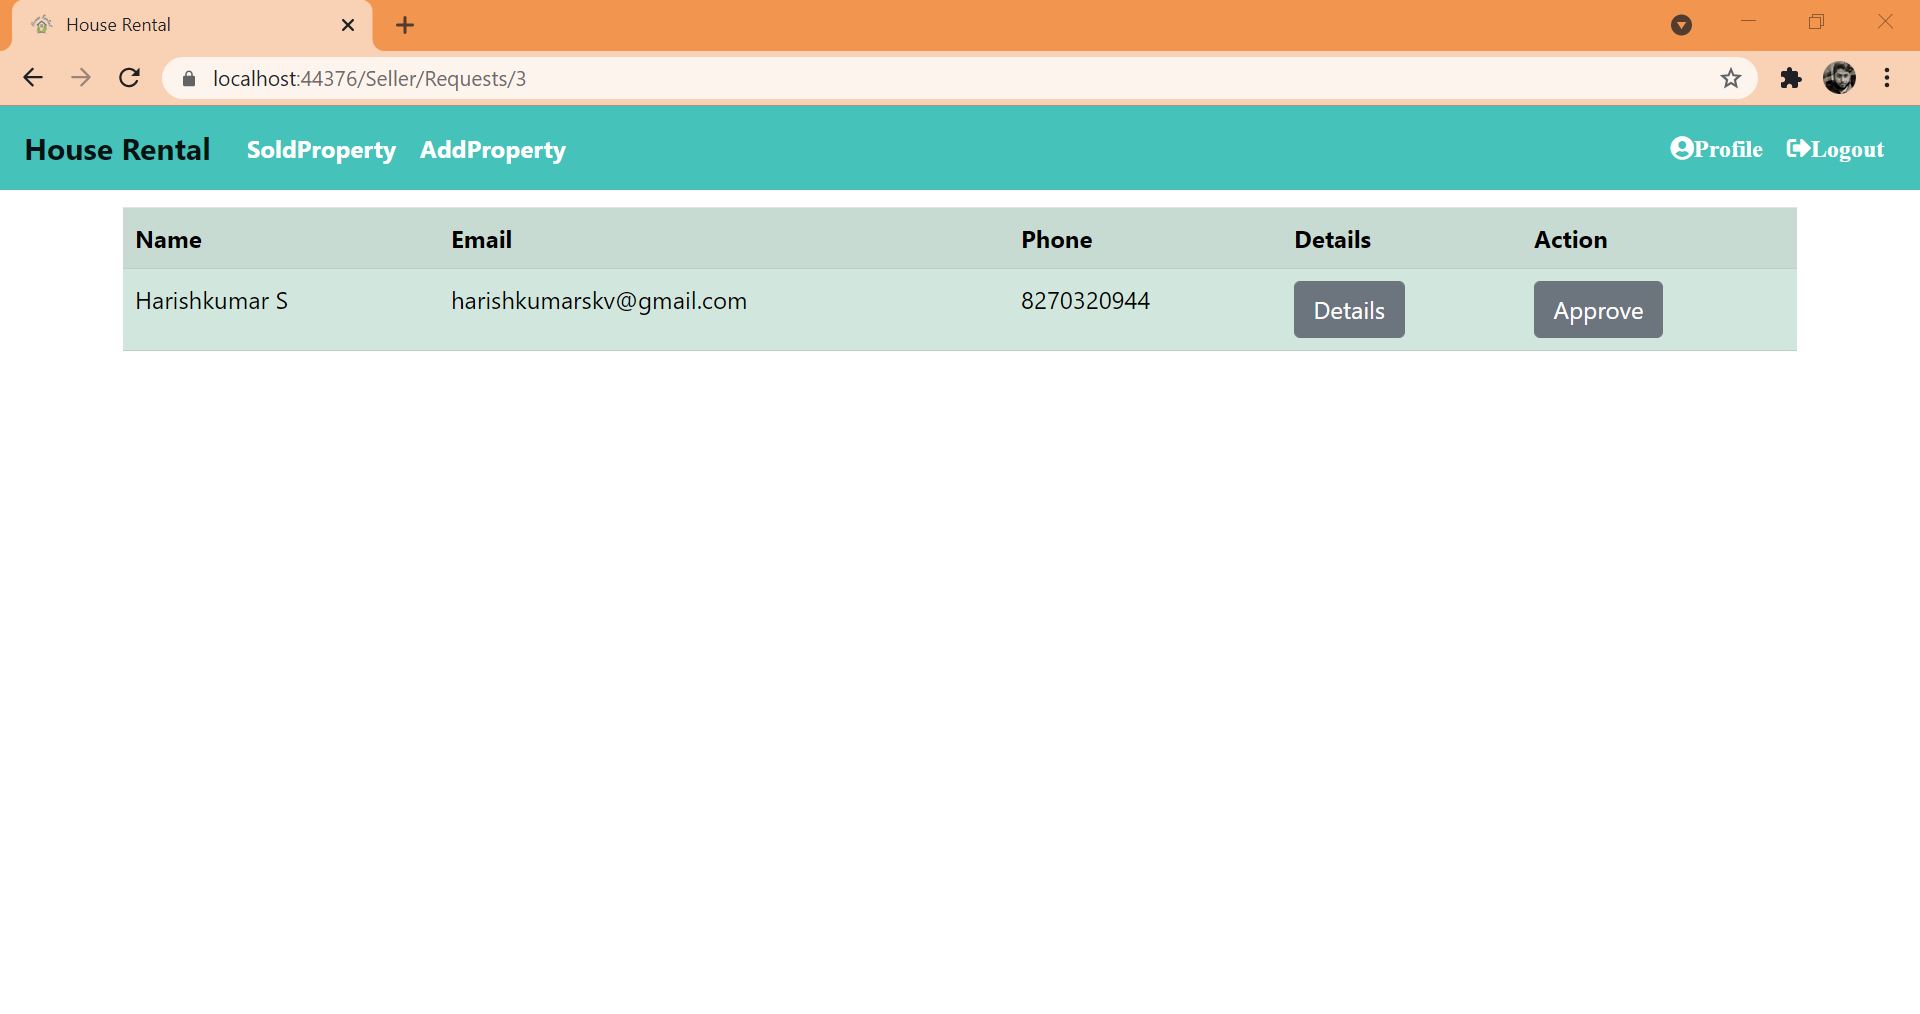 House Rental
localhost:44376/Seller/Requests/3
House Rental SoldProperty AddProperty Profile Logout
Name Email Phone Details Action
Harishkumar S harishkumarskv@gmail.com 8270320944 Details Approve